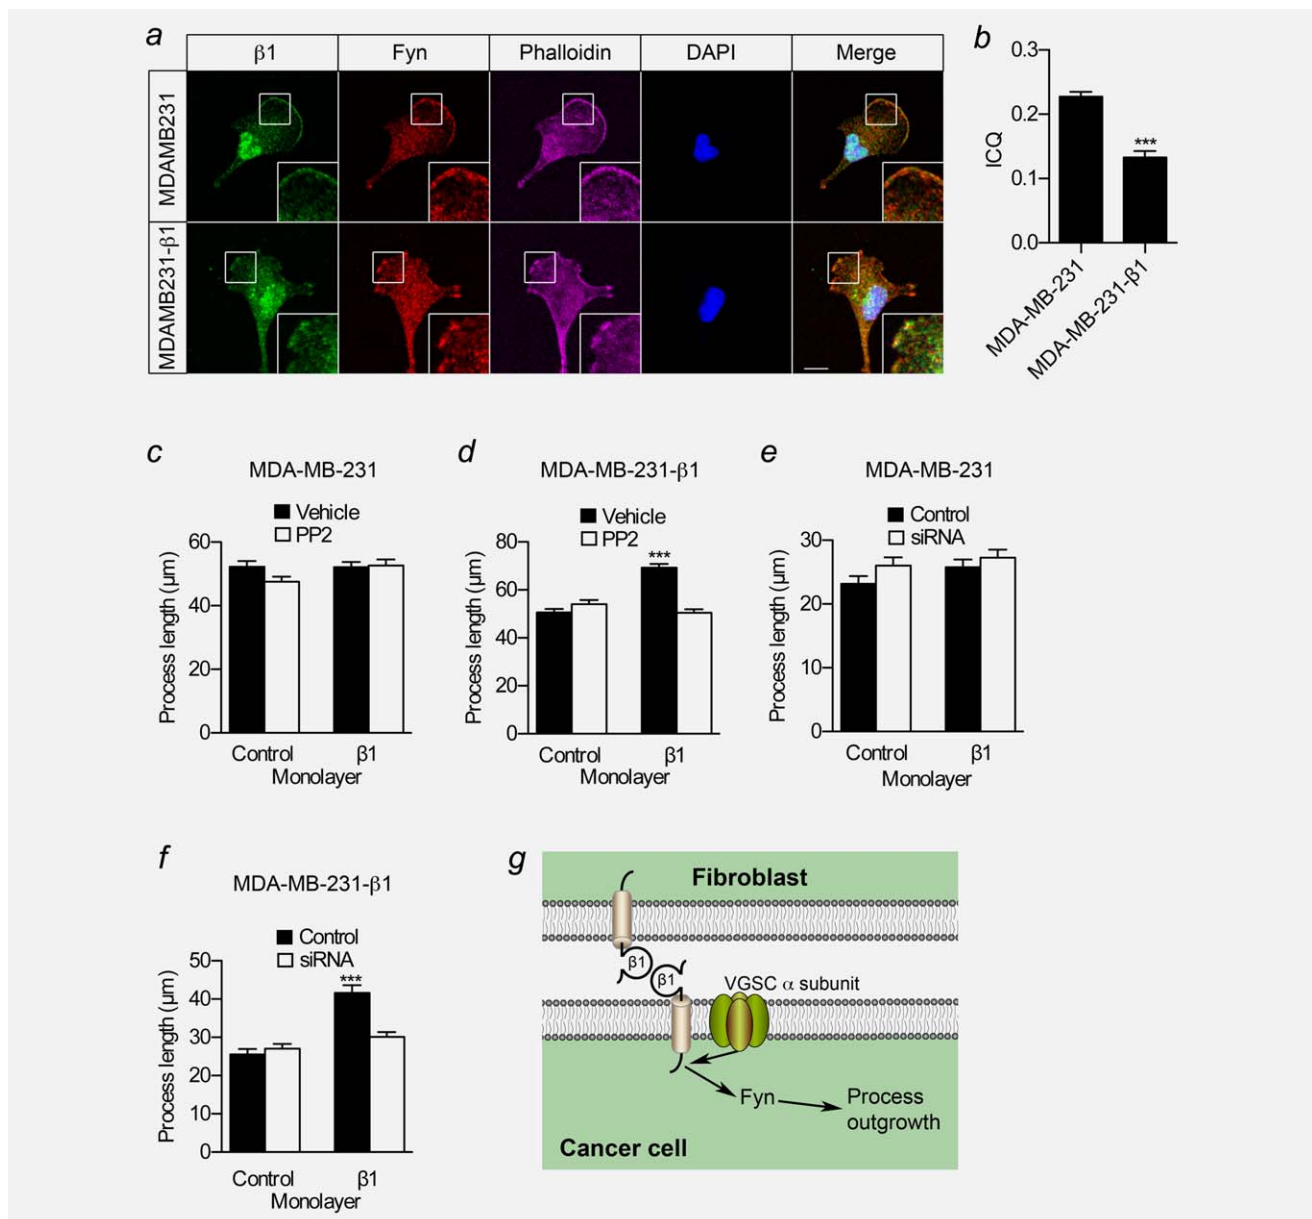 a
β1 Fyn Phalloidin DAPI Merge
MDAMB231
MDAMB231-β1
b
0.3
0.2
0.1
0.0
ICQ
***
MDA-MB-231
MDA-MB-231-β1
c
MDA-MB-231
Vehicle
PP2
60
40
20
0
Process length (µm)
Control β1
Monolayer
d
MDA-MB-231-β1
Vehicle
PP2
80
60
40
20
0
Process length (µm)
***
Control β1
Monolayer
e
MDA-MB-231
Control
siRNA
30
20
10
0
Process length (µm)
Control β1
Monolayer
f
MDA-MB-231-β1
Control
siRNA
50
40
30
20
10
0
Process length (µm)
***
Control β1
Monolayer
g
Fibroblast
β1
β1
VGSC α subunit
Fyn
Process
outgrowth
Cancer cell